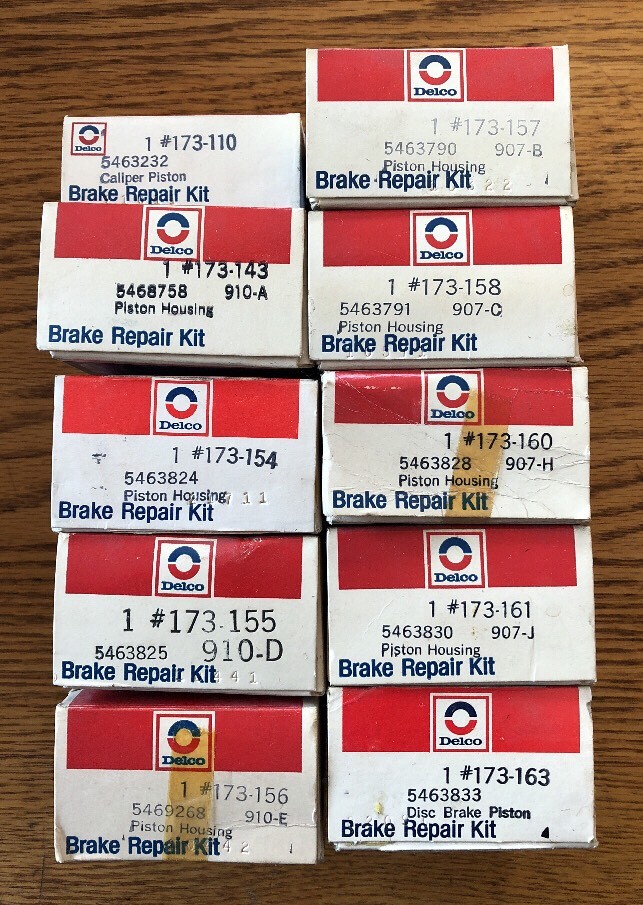 Delco
1 #173-110
5463232
Caliper Piston
Brake Repair Kit
Delco
1 #173-143
5468758 910-A
Piston Housing
Brake Repair Kit
Delco
1 #173-154
5463824
Piston Housing
Brake Repair Kit
Delco
1 #173-155
5463825 910-D
Brake Repair Kit
Delco
1 #173-156
5469268 910-E
Piston Housing
Brake Repair Kit
Delco
1 #173-157
5463790 907-B
Piston Housing
Brake Repair Kit
Delco
1 #173-158
5463791 907-C
Piston Housing
Brake Repair Kit
Delco
1 #173-160
5463828 907-H
Piston Housing
Brake Repair Kit
Delco
1 #173-161
5463830 907-J
Piston Housing
Brake Repair Kit
Delco
1 #173-163
5463833
Disc Brake Piston
Brake Repair Kit